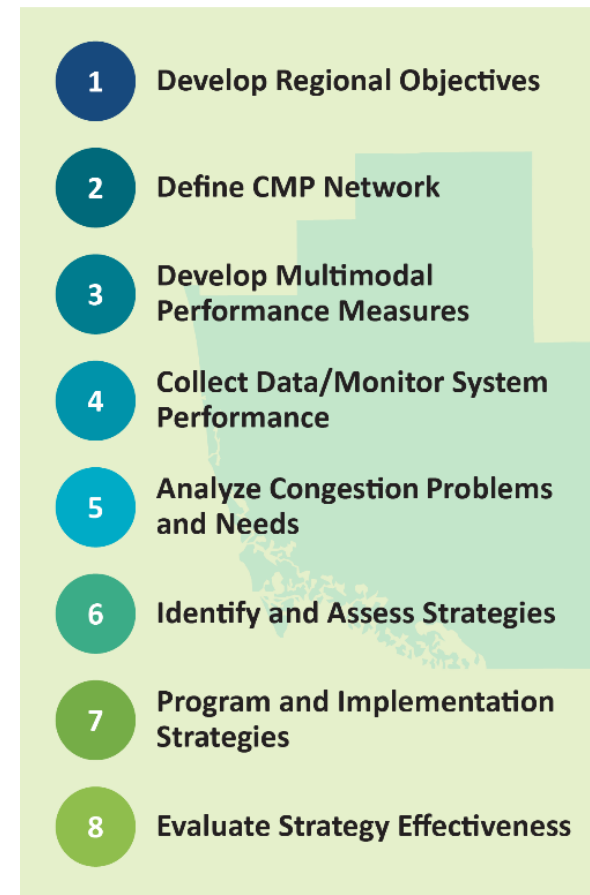 1 Develop Regional Objectives
2 Define CMP Network
3 Develop Multimodal
Performance Measures
4 Collect Data/Monitor System
Performance
5 Analyze Congestion Problems
and Needs
6 Identify and Assess Strategies
7 Program and Implementation
Strategies
8 Evaluate Strategy Effectiveness